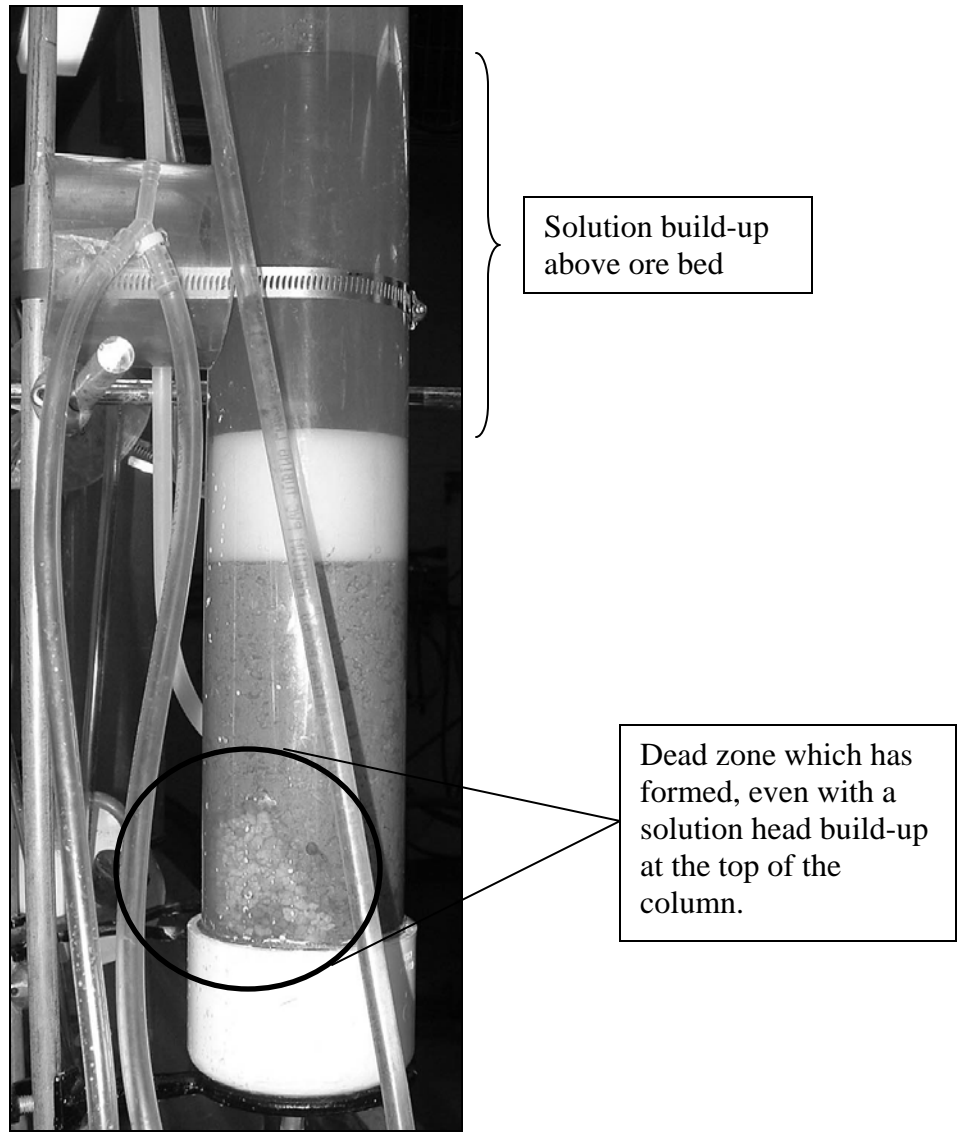 Solution build-up
above ore bed
Dead zone which has
formed, even with a
solution head build-up
at the top of the
column.